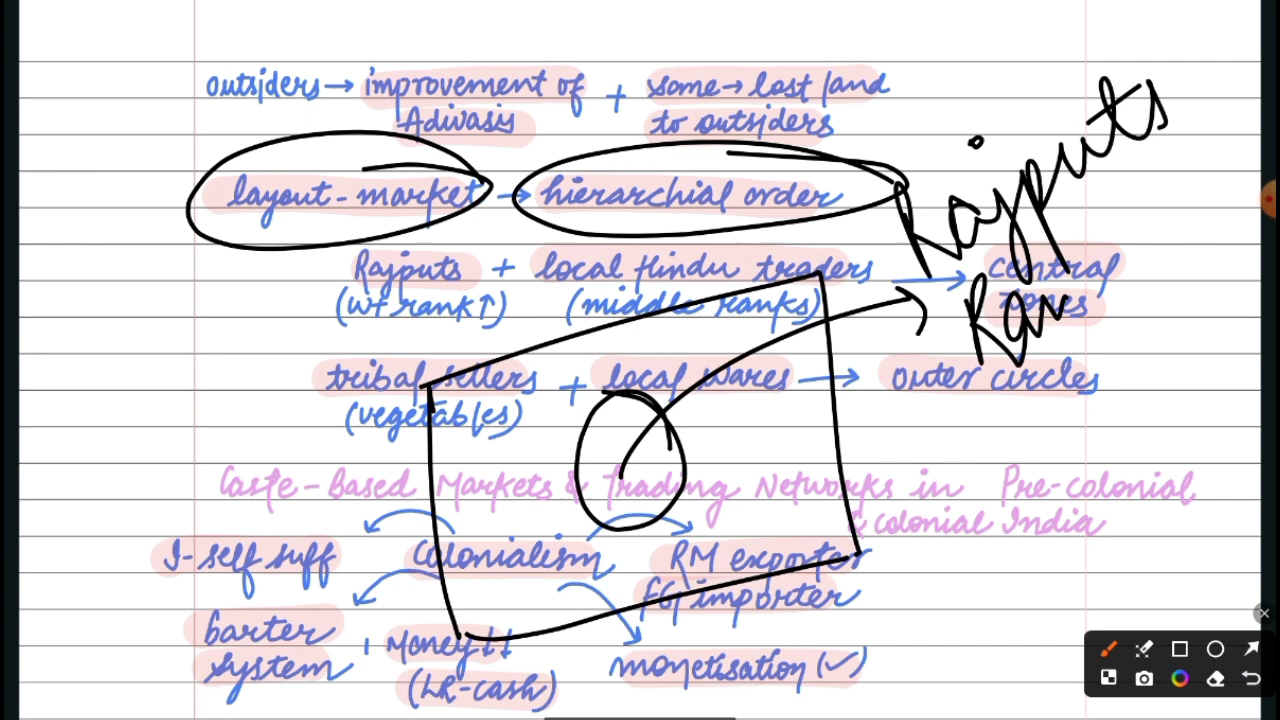 outsiders → improvement of + some → lost land
Adivasis to outsiders
layout - market → hierarchial order
Rajputs
Rajputs + local Hindu traders → central
(wt rank ↑) (middle ranks) zones
tribal sellers + local wares → outer circles
(vegetables)
Caste-Based Markets & Trading Networks in Pre-colonial
& colonial India
I-self suff Colonialism RM exporter
FG importer
barter + Money ↓↓
system (LR-cash) monetisation (✓)